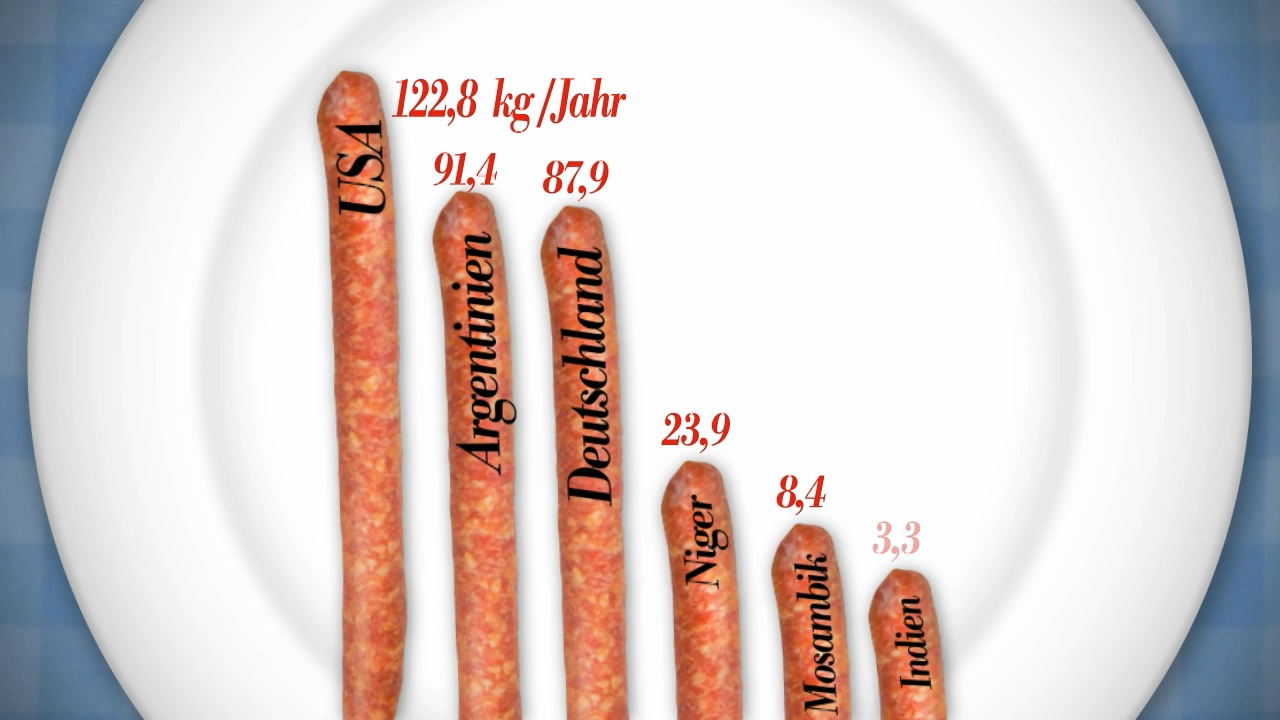 122,8 kg/Jahr
USA
91,4
Argentinien
87,9
Deutschland
23,9
Niger
8,4
Mosambik
3,3
Indien